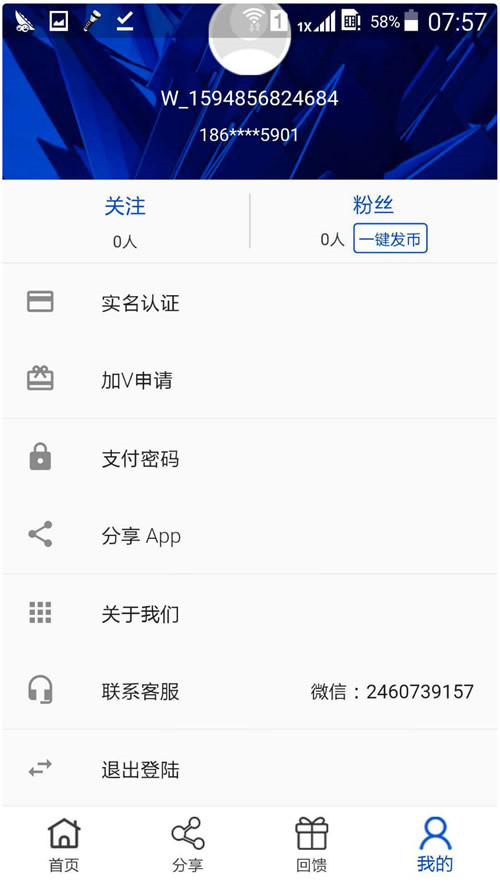 1 1X 58% 07:57
W_1594856824684
186****5901
关注 粉丝
0人 0人 一键发币
实名认证
加V申请
支付密码
分享 App
关于我们
联系客服 微信：2460739157
退出登陆
首页 分享 回馈 我的